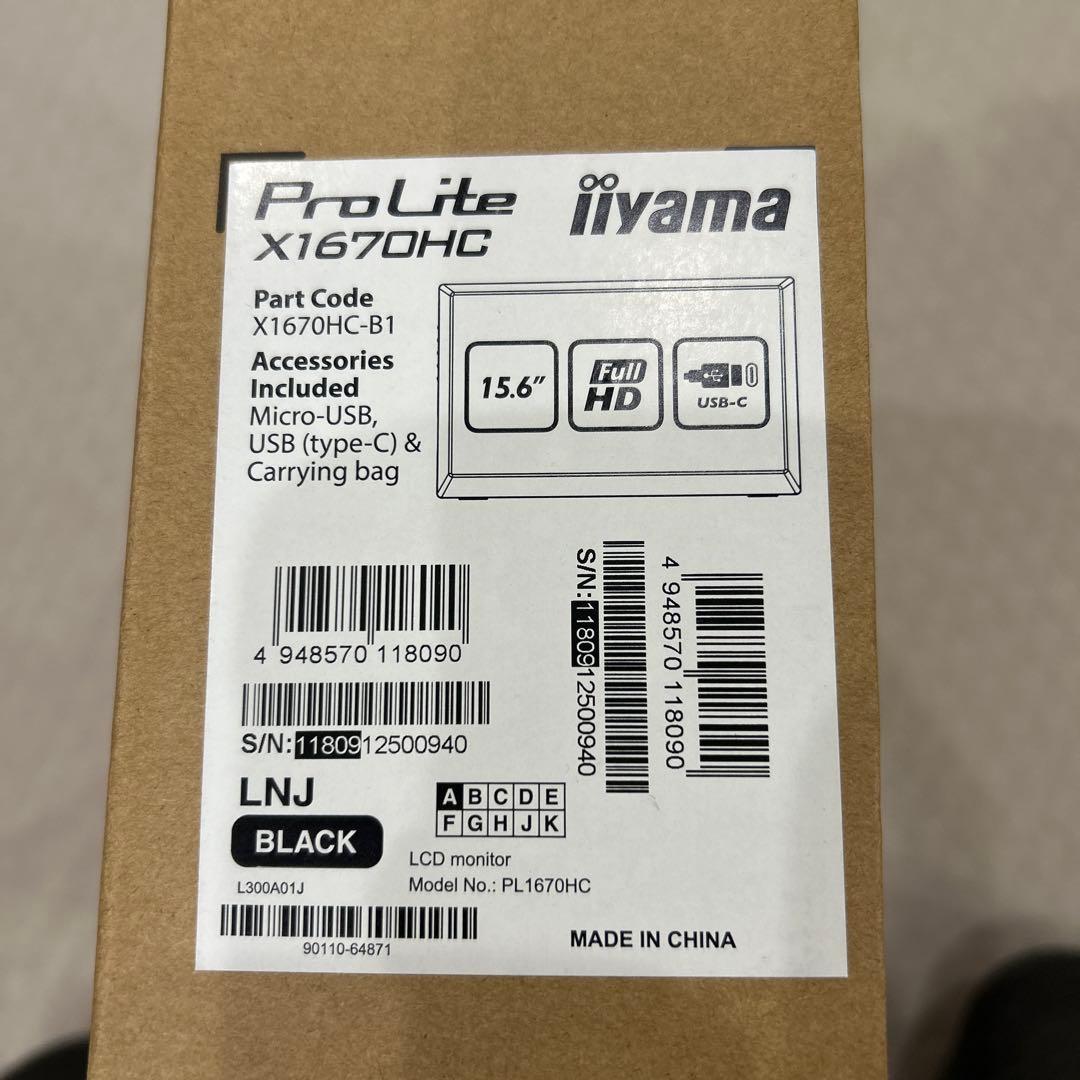 ProLite
iiyama
X1670HC
Part Code
X1670HC-B1
Accessories
Included
Micro-USB,
USB (type-C) &
Carrying bag
15.6"
Full
HD
USB-C
4 948570 118090
S/N:1180912500940
S/N:1180912500940
4 948570 118090
LNJ
BLACK
A B C D E
F G H J K
LCD monitor
Model No.: PL1670HC
L300A01J
90110-64871
MADE IN CHINA